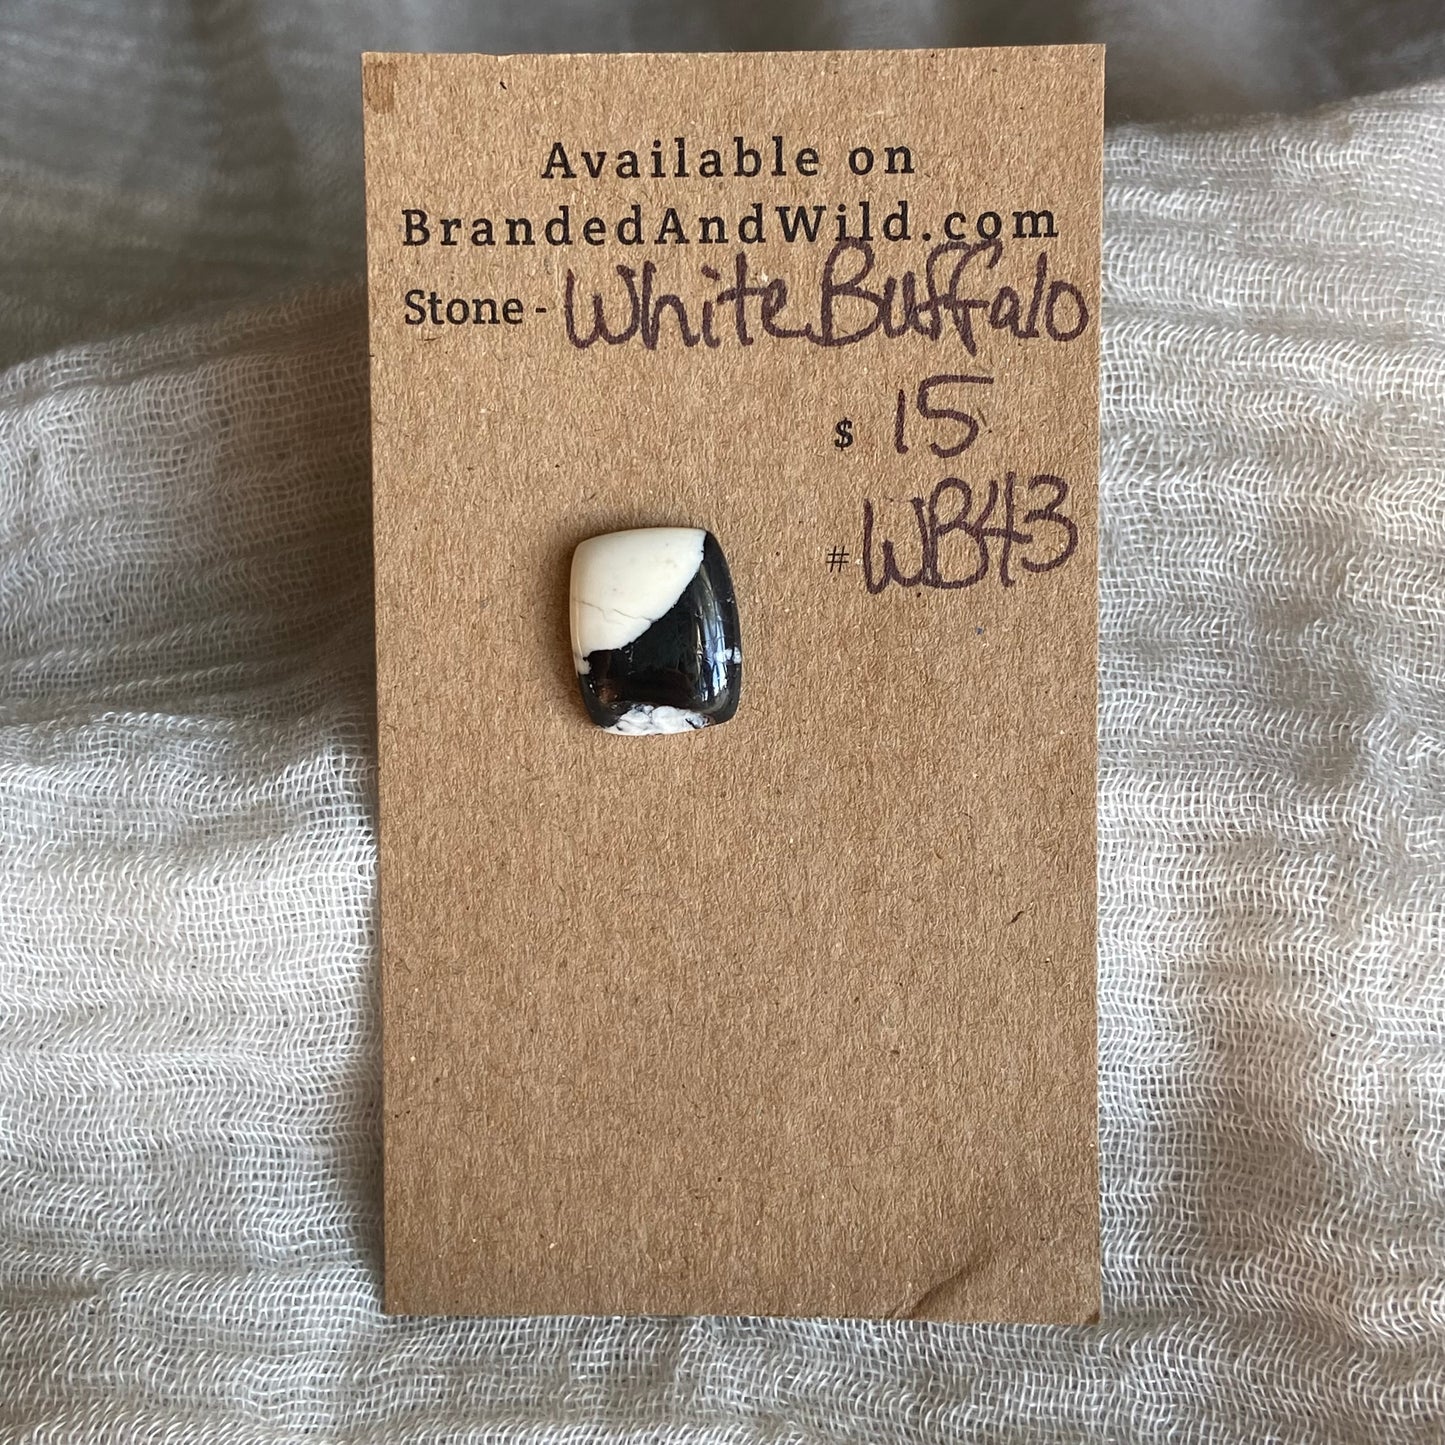 Available on
BrandedAndWild.com
Stone - White Buffalo
$ 15
# WB43